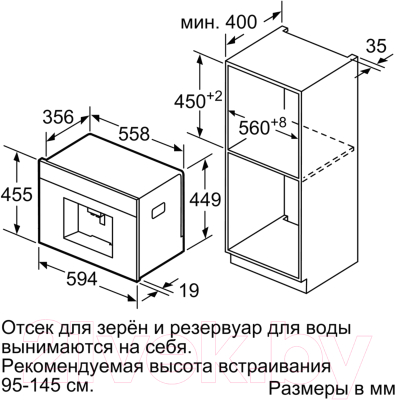 мин. 400
35
450+2
560+8
356
558
455
449
594
19
Отсек для зерён и резервуар для воды
вынимаются на себя.
Рекомендуемая высота встраивания
95-145 см.
Размеры в мм